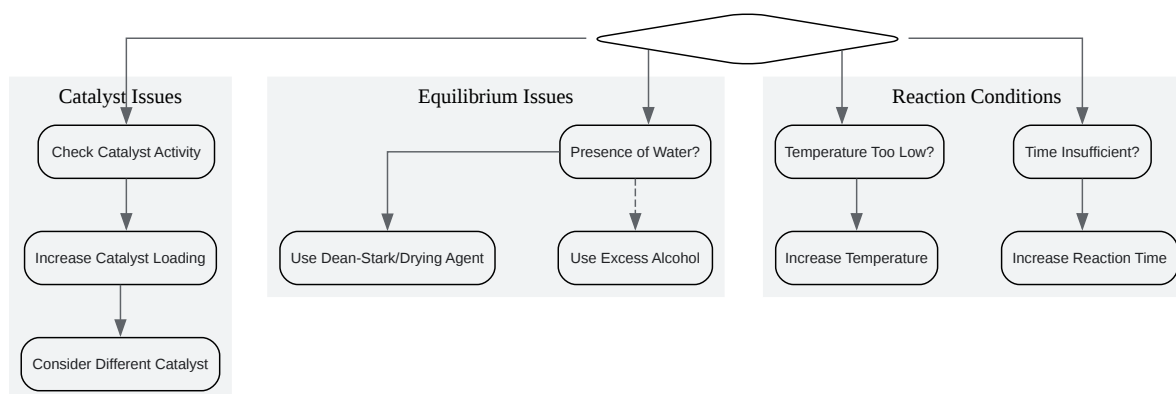 Catalyst Issues
Check Catalyst Activity
Increase Catalyst Loading
Consider Different Catalyst
Equilibrium Issues
Presence of Water?
Use Dean-Stark/Drying Agent
Use Excess Alcohol
Reaction Conditions
Temperature Too Low?
Time Insufficient?
Increase Temperature
Increase Reaction Time